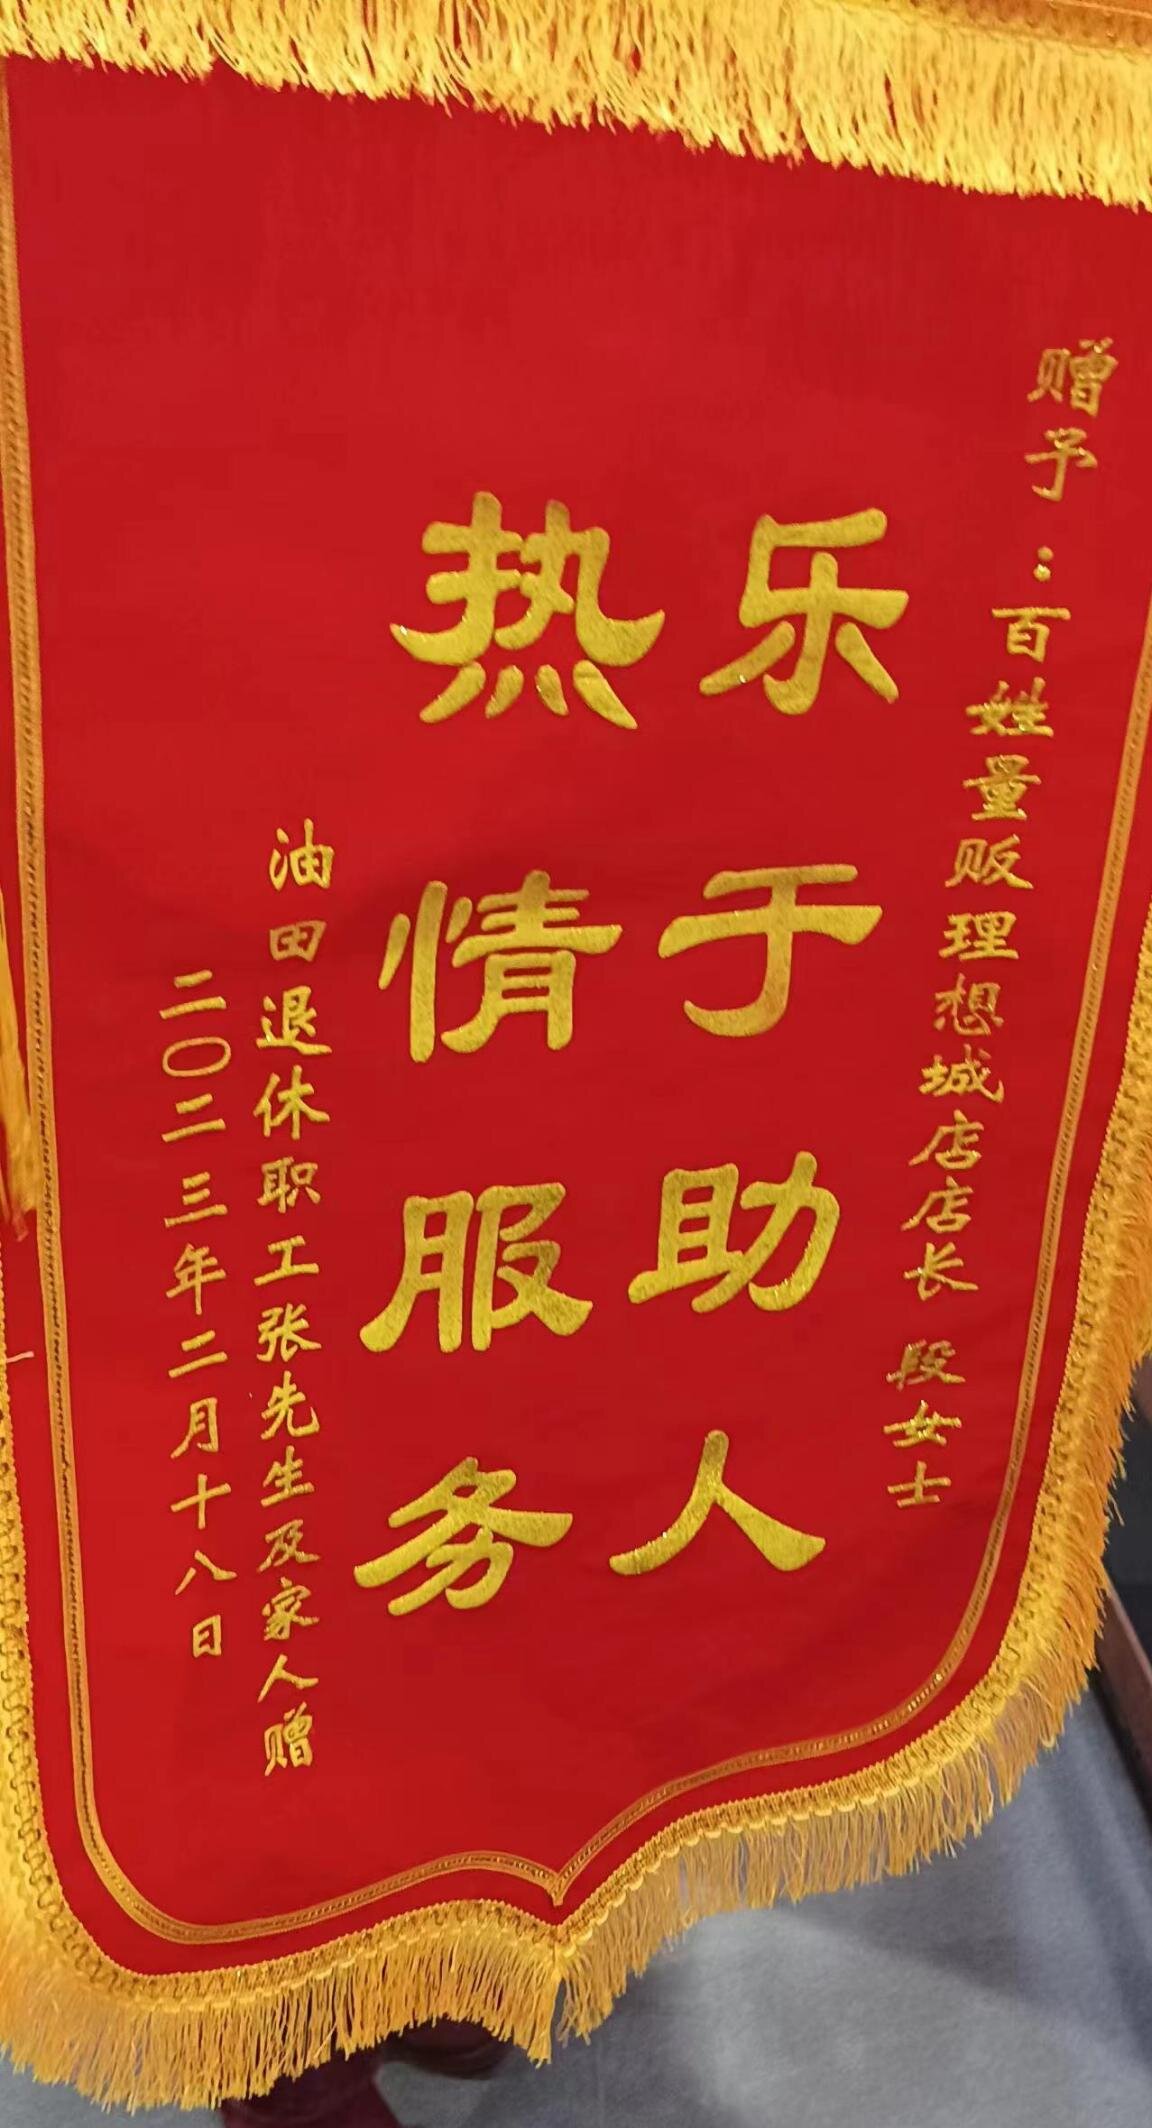 赠予：百姓量贩理想城店店长 段女士
乐于助人
热情服务
油田退休职工张先生及家人赠
二〇二三年二月十八日